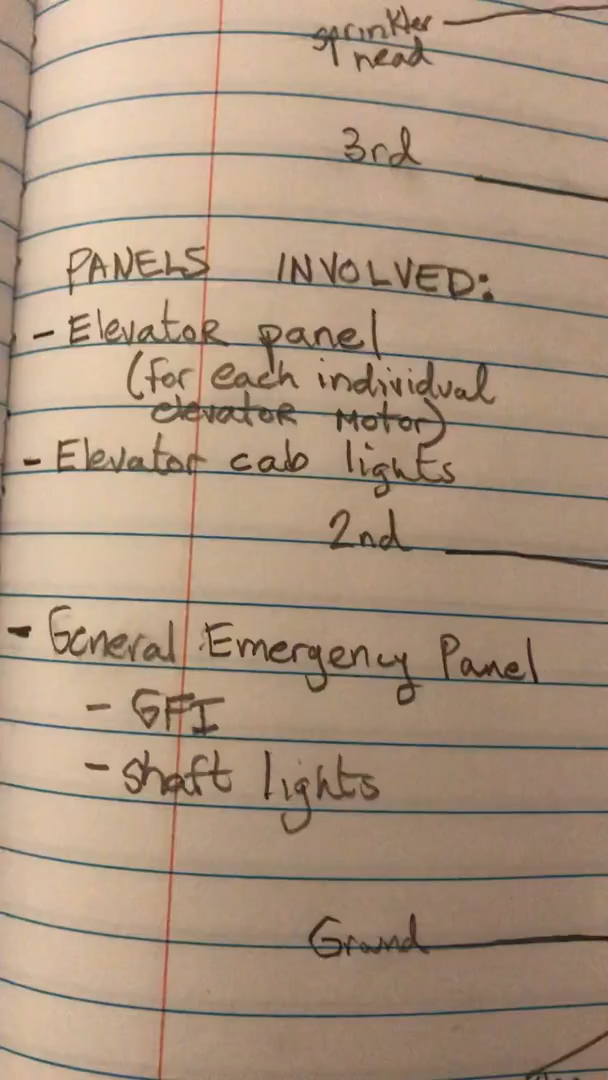 sprinkler
head
3rd
PANELS INVOLVED:
- Elevator panel
(for each individual
elevator Motor)
- Elevator cab lights
2nd
- General Emergency Panel
- GFI
- shaft lights
Grand